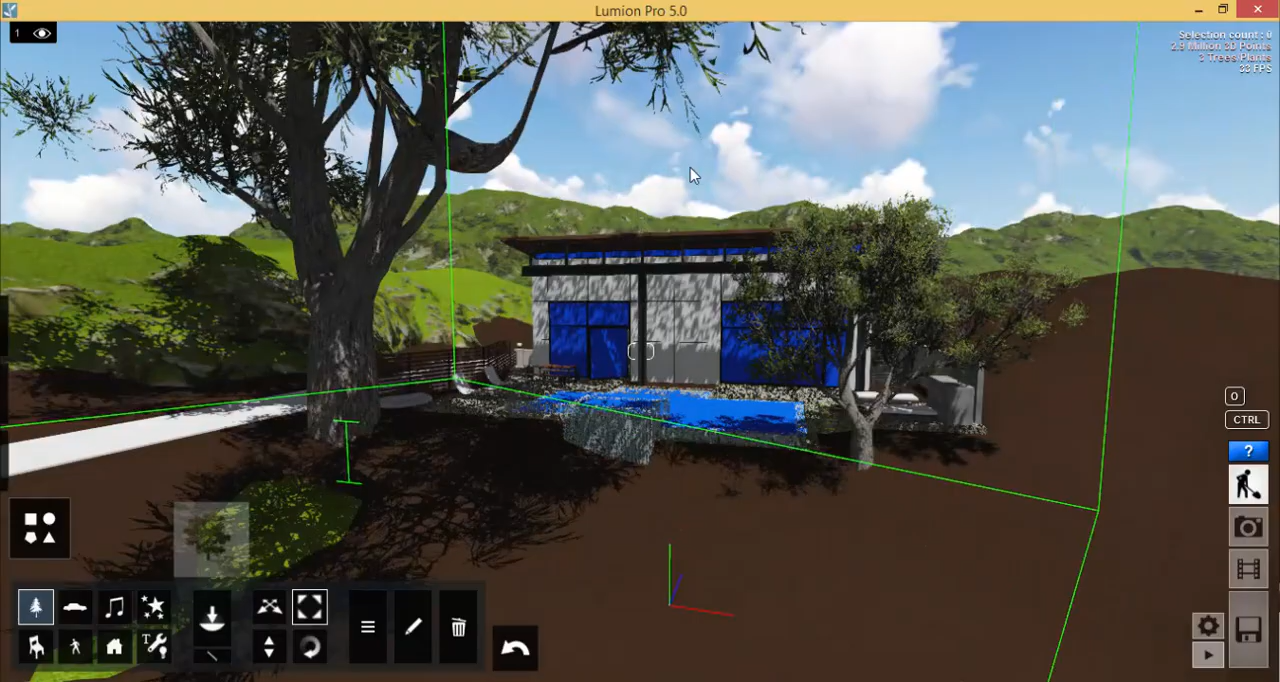 Lumion Pro 5.0
1
Selection count: 0
2.9 Million 3D Points
3 Trees Plants
33 FPS
O
CTRL
?